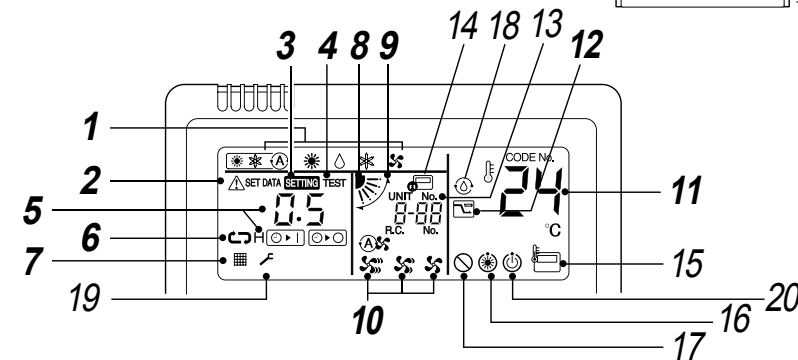 3 4 8 9 14 18 13 12
1
2
SET DATA SETTING TEST
CODE No.
UNIT No.
24
11
5
0.5
8-88
H
R.C. No.
°C
6
7
A
A
15
19
10
17
16
20